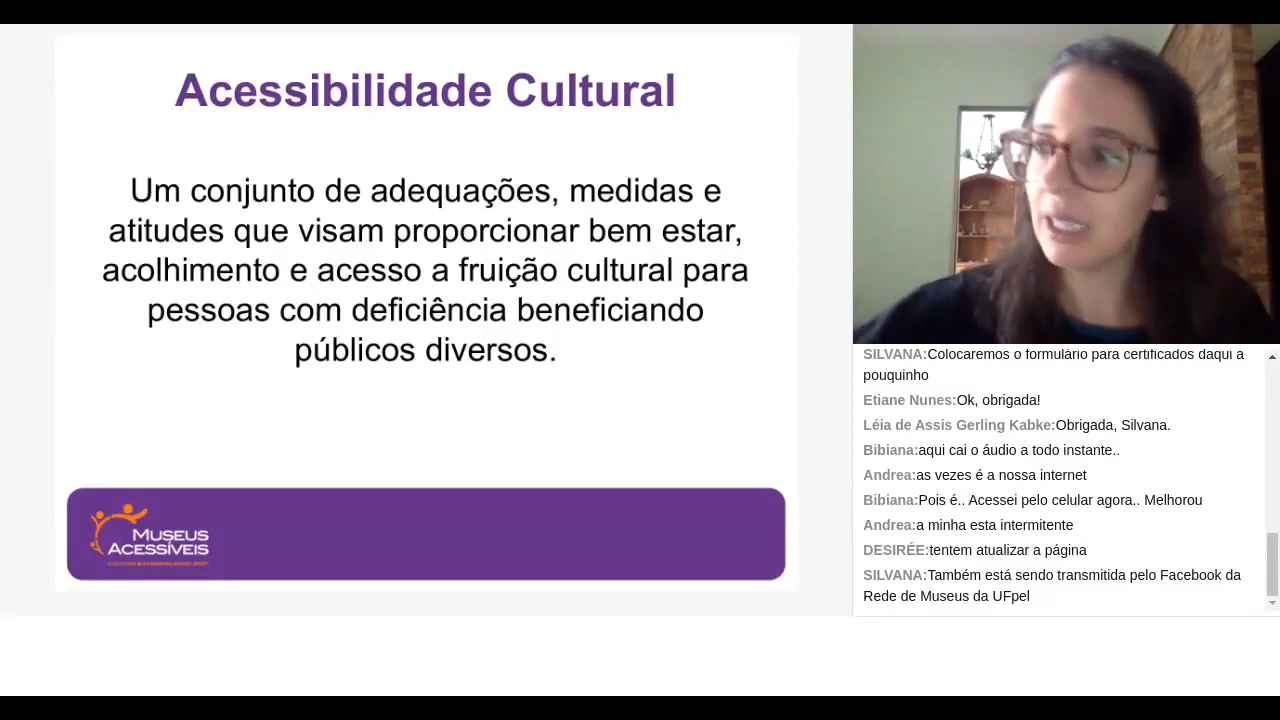 Acessibilidade Cultural
Um conjunto de adequações, medidas e
atitudes que visam proporcionar bem estar,
acolhimento e acesso a fruição cultural para
pessoas com deficiência beneficiando
públicos diversos.
MUSEUS
ACESSÍVEIS
SILVANA:Colocaremos o formulário para certificados daqui a
pouquinho
Etiane Nunes:Ok, obrigada!
Léia de Assis Gerling Kabke:Obrigada, Silvana.
Bibiana:aqui cai o áudio a todo instante..
Andrea:as vezes é a nossa internet
Bibiana:Pois é.. Acessei pelo celular agora.. Melhorou
Andrea:a minha esta intermitente
DESIRÉE:tentem atualizar a página
SILVANA:Também está sendo transmitida pelo Facebook da
Rede de Museus da UFpel